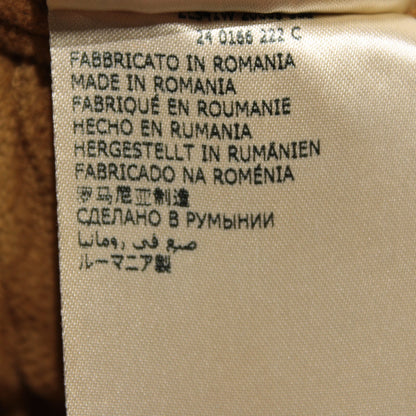 24 0166 222 C
FABBRICATO IN ROMANIA
MADE IN ROMANIA
FABRIQUÉ EN ROUMANIE
HECHO EN RUMANIA
HERGESTELLT IN RUMÄNIEN
FABRICADO NA ROMÉNIA
罗马尼亚制造
СДЕЛАНО В РУМЫНИИ
صنع في رومانيا
ルーマニア製